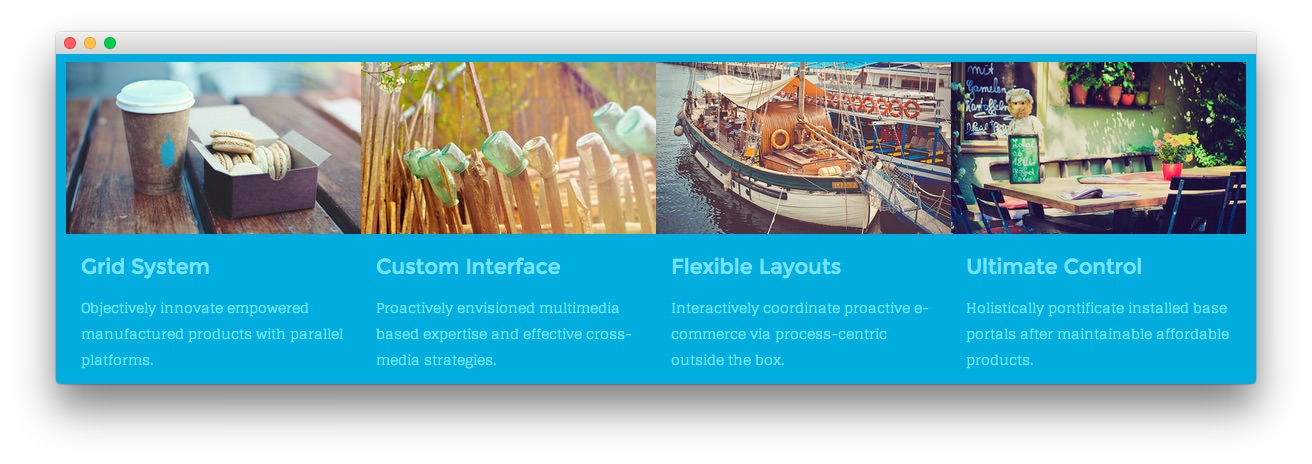 mit
Gamelen
Grid System
Objectively innovate empowered
manufactured products with parallel
platforms.
Custom Interface
Proactively envisioned multimedia
based expertise and effective cross-
media strategies.
Flexible Layouts
Interactively coordinate proactive e-
commerce via process-centric
outside the box.
Ultimate Control
Holistically pontificate installed base
portals after maintainable affordable
products.